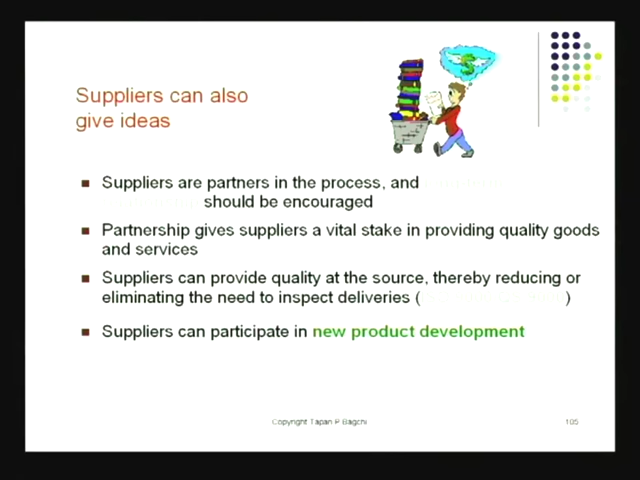 Suppliers can also
give ideas
Suppliers are partners in the process, and
should be encouraged
Partnership gives suppliers a vital stake in providing quality goods
and services
Suppliers can provide quality at the source, thereby reducing or
eliminating the need to inspect deliveries ( )
Suppliers can participate in new product development
Copyright Tapan P Bagchi
105